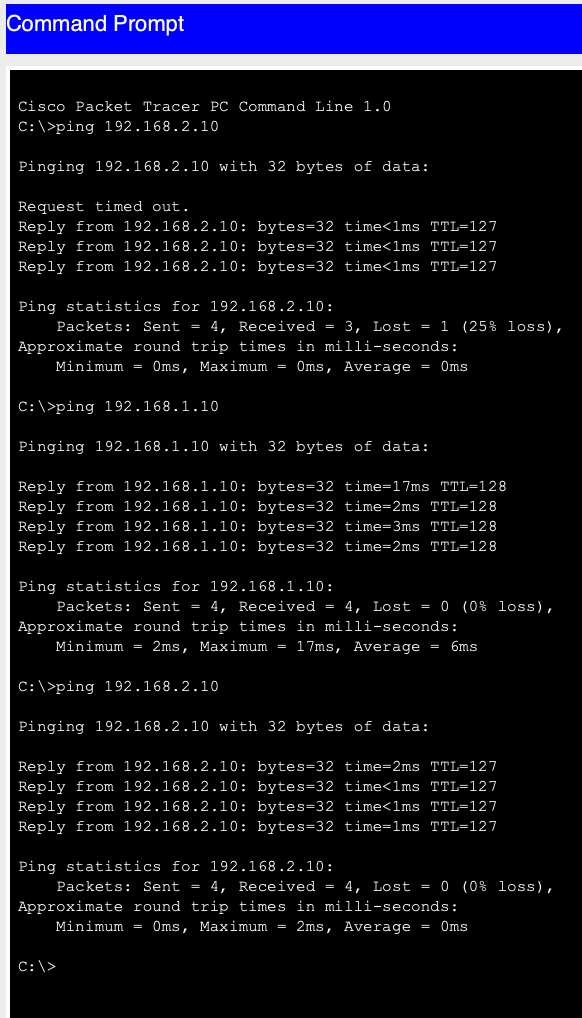 Command Prompt
Cisco Packet Tracer PC Command Line 1.0
C:\>ping 192.168.2.10
Pinging 192.168.2.10 with 32 bytes of data:
Request timed out.
Reply from 192.168.2.10: bytes=32 time<1ms TTL=127
Reply from 192.168.2.10: bytes=32 time<1ms TTL=127
Reply from 192.168.2.10: bytes=32 time<1ms TTL=127
Ping statistics for 192.168.2.10:
    Packets: Sent = 4, Received = 3, Lost = 1 (25% loss),
Approximate round trip times in milli-seconds:
    Minimum = 0ms, Maximum = 0ms, Average = 0ms
C:\>ping 192.168.1.10
Pinging 192.168.1.10 with 32 bytes of data:
Reply from 192.168.1.10: bytes=32 time=17ms TTL=128
Reply from 192.168.1.10: bytes=32 time=2ms TTL=128
Reply from 192.168.1.10: bytes=32 time=3ms TTL=128
Reply from 192.168.1.10: bytes=32 time=2ms TTL=128
Ping statistics for 192.168.1.10:
    Packets: Sent = 4, Received = 4, Lost = 0 (0% loss),
Approximate round trip times in milli-seconds:
    Minimum = 2ms, Maximum = 17ms, Average = 6ms
C:\>ping 192.168.2.10
Pinging 192.168.2.10 with 32 bytes of data:
Reply from 192.168.2.10: bytes=32 time=2ms TTL=127
Reply from 192.168.2.10: bytes=32 time<1ms TTL=127
Reply from 192.168.2.10: bytes=32 time<1ms TTL=127
Reply from 192.168.2.10: bytes=32 time=1ms TTL=127
Ping statistics for 192.168.2.10:
    Packets: Sent = 4, Received = 4, Lost = 0 (0% loss),
Approximate round trip times in milli-seconds:
    Minimum = 0ms, Maximum = 2ms, Average = 0ms
C:\>